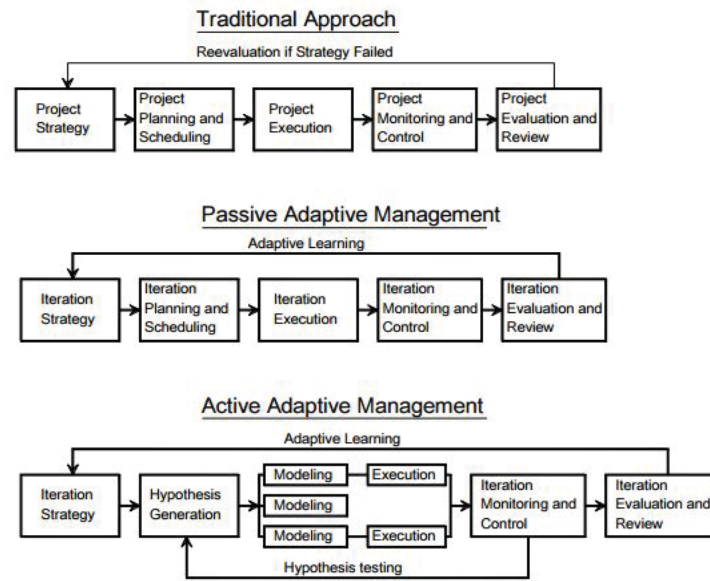 Traditional Approach
Reevaluation if Strategy Failed
Project
Strategy
Project
Planning and
Scheduling
Project
Execution
Project
Monitoring and
Control
Project
Evaluation and
Review
Passive Adaptive Management
Adaptive Learning
Iteration
Strategy
Iteration
Planning and
Scheduling
Iteration
Execution
Iteration
Monitoring and
Control
Iteration
Evaluation and
Review
Active Adaptive Management
Adaptive Learning
Iteration
Strategy
Hypothesis
Generation
Modeling
Execution
Modeling
Modeling
Execution
Iteration
Monitoring and
Control
Iteration
Evaluation and
Review
Hypothesis testing